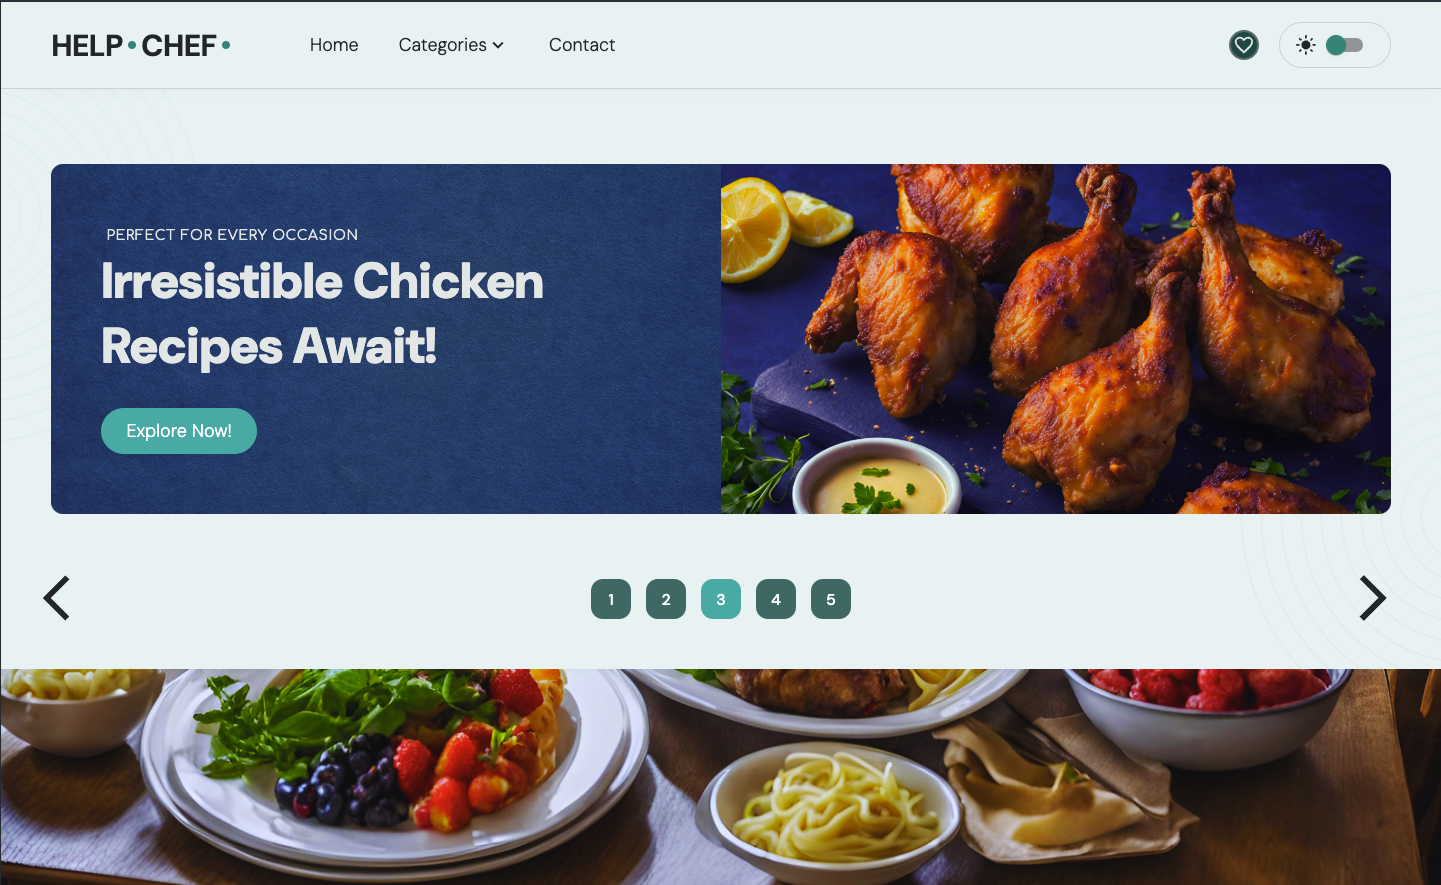 HELP • CHEF •
Home
Categories
Contact
PERFECT FOR EVERY OCCASION
Irresistible Chicken
Recipes Await!
Explore Now!
1 2 3 4 5